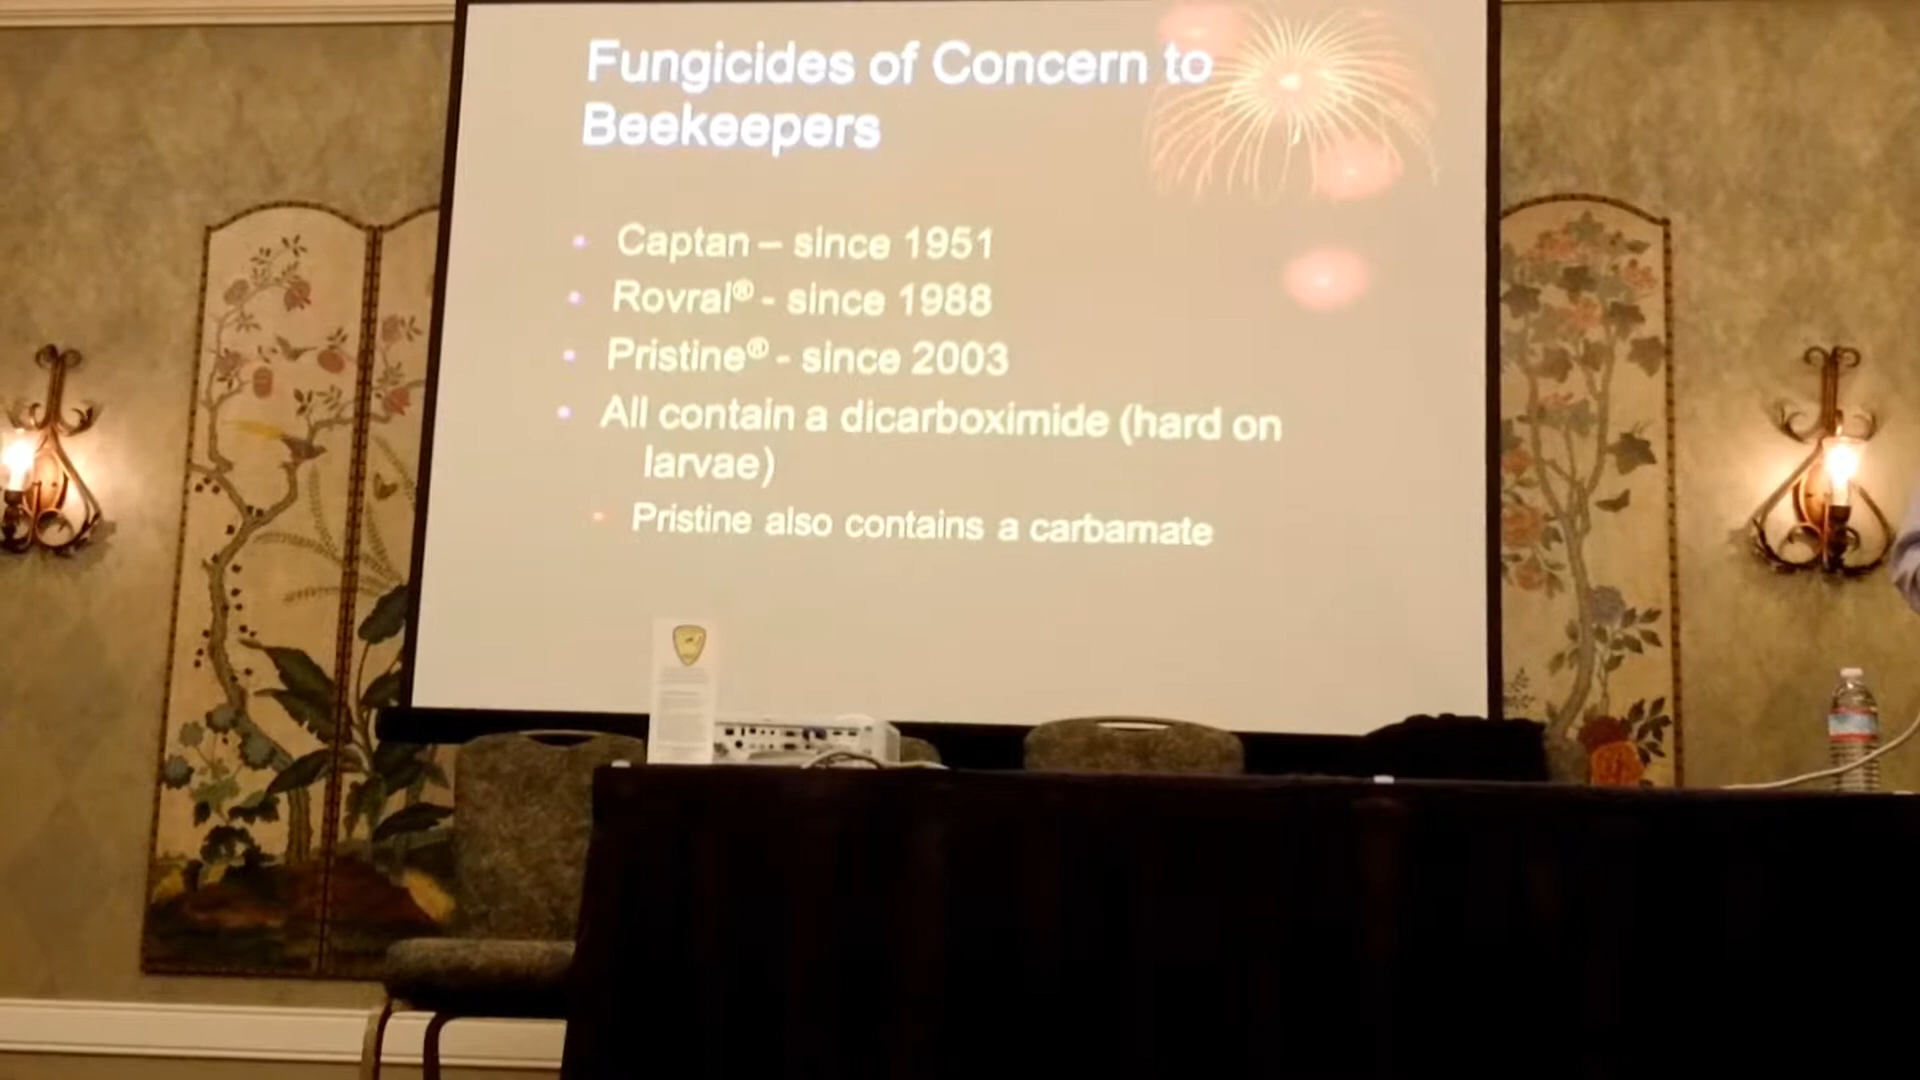 Fungicides of Concern to
Beekeepers
• Captan – since 1951
• Rovral® - since 1988
• Pristine® - since 2003
• All contain a dicarboximide (hard on
larvae)
• Pristine also contains a carbamate